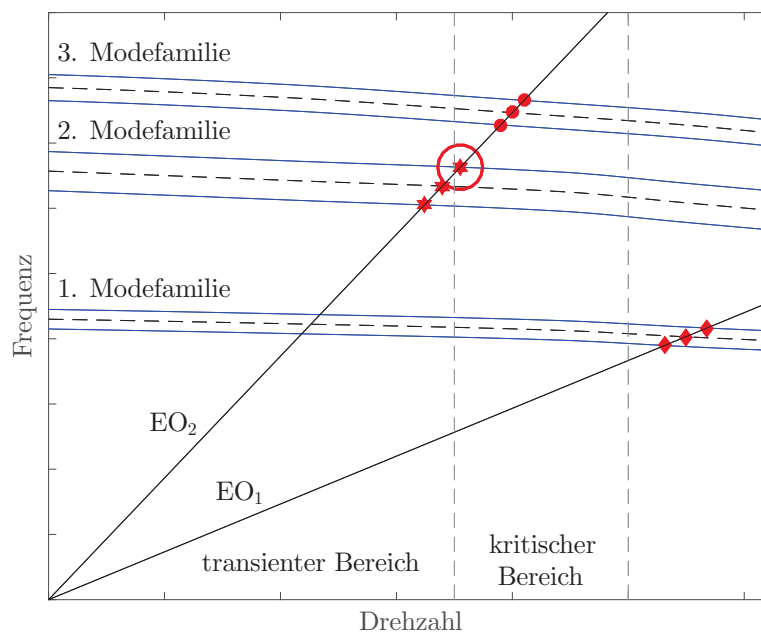 3. Modefamilie
2. Modefamilie
1. Modefamilie
Frequenz
EO₂
EO₁
transienter Bereich
kritischer
Bereich
Drehzahl